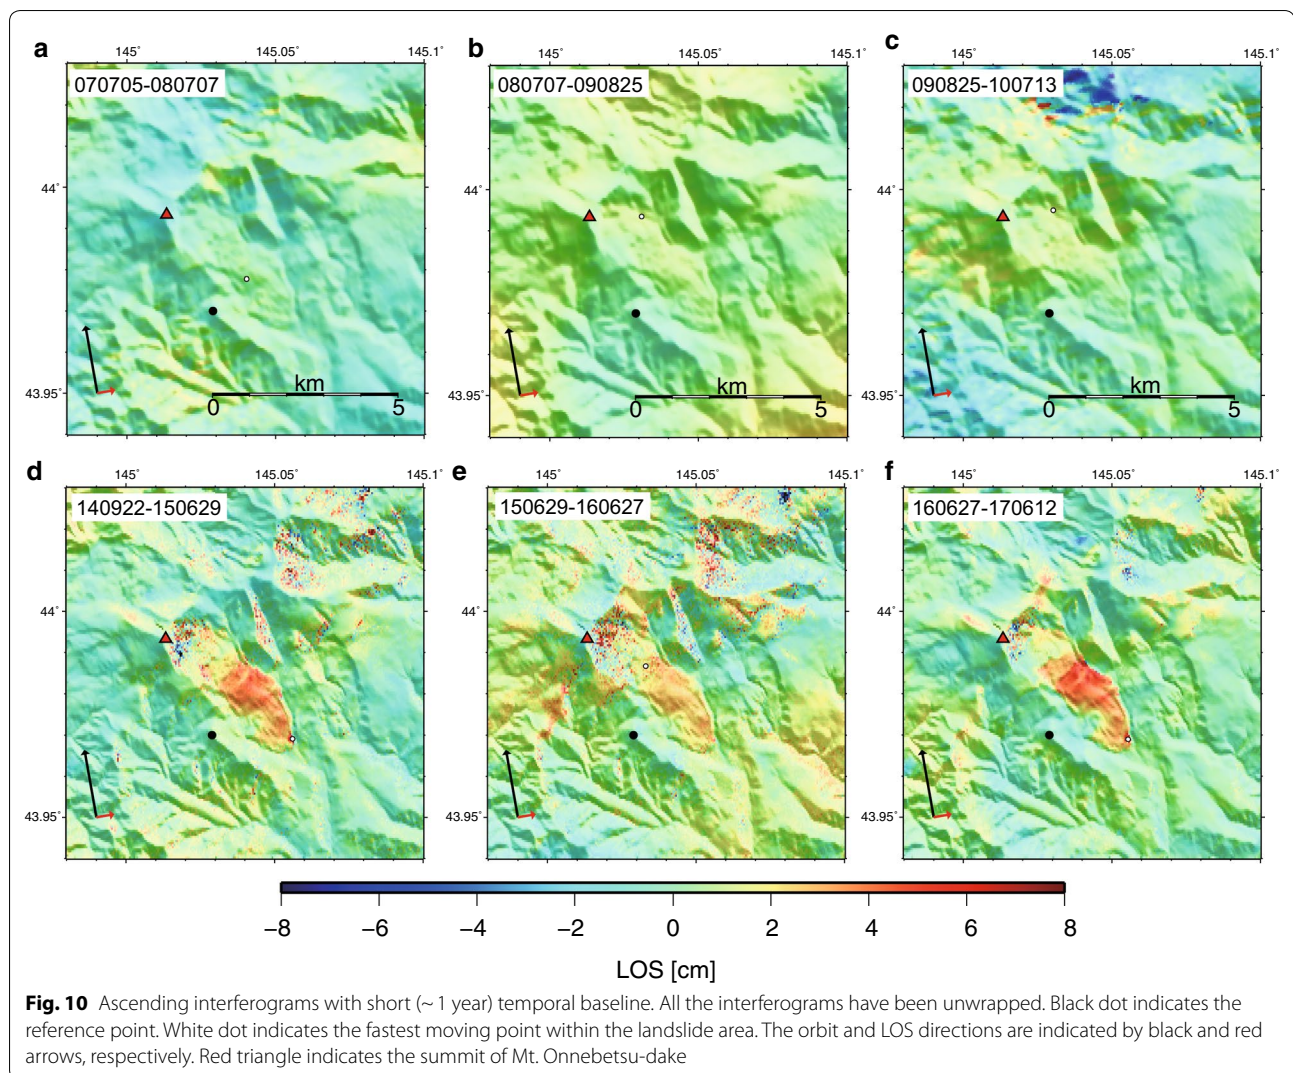 a
145°
145.05°
145.1°
070705-080707
44°
43.95°
km
0
5
b
145°
145.05°
080707-090825
44°
43.95°
km
0
5
c
145°
145.05°
145.1°
090825-100713
44°
43.95°
km
0
5
d
145°
145.05°
145.1°
140922-150629
44°
43.95°
e
145°
145.05°
150629-160627
44°
43.95°
f
145°
145.05°
145.1°
160627-170612
44°
43.95°
−8 −6 −4 −2 0 2 4 6 8
LOS [cm]
Fig. 10 Ascending interferograms with short (~ 1 year) temporal baseline. All the interferograms have been unwrapped. Black dot indicates the
reference point. White dot indicates the fastest moving point within the landslide area. The orbit and LOS directions are indicated by black and red
arrows, respectively. Red triangle indicates the summit of Mt. Onnebetsu-dake